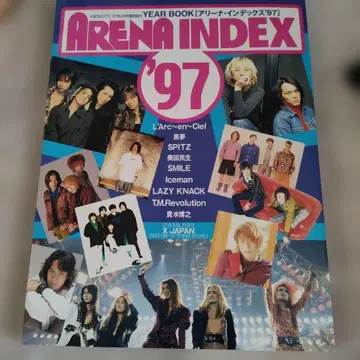 YEAR BOOK [アリーナ・インデックス'97]
ARENA INDEX
'97
L'Arc~en~Ciel
黒夢
SPITZ
奥田民生
SMILE
Iceman
LAZY KNACK
T.M.Revolution
貴水博之
X JAPAN